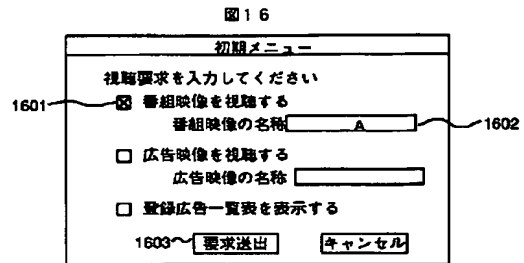 図16
初期メニュー
視聴要求を入力してください
1601 ☒ 番組映像を視聴する
番組映像の名称 A 1602
☐ 広告映像を視聴する
広告映像の名称
☐ 登録広告一覧表を表示する
1603 要求送出 キャンセル